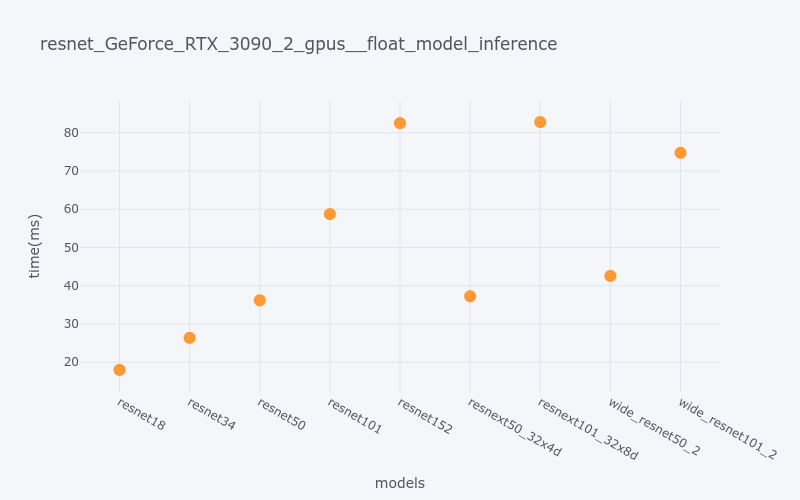 resnet_GeForce_RTX_3090_2_gpus__float_model_inference
time(ms)
80
70
60
50
40
30
20
resnet18
resnet34
resnet50
resnet101
resnet152
resnext50_32x4d
resnext101_32x8d
wide_resnet50_2
wide_resnet101_2
models